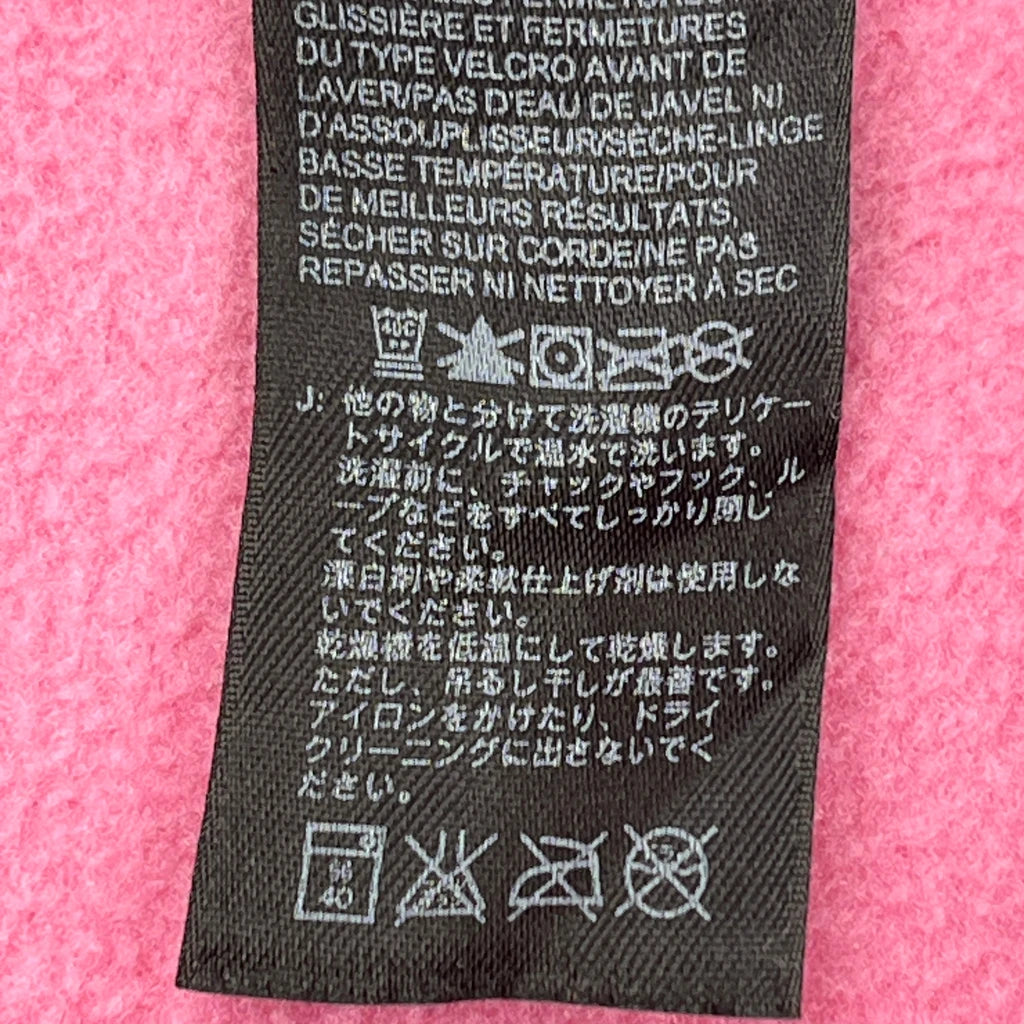 GLISSIÈRE ET FERMETURES
DU TYPE VELCRO AVANT DE
LAVER/PAS D'EAU DE JAVEL NI
D'ASSOUPLISSEUR/SÈCHE-LINGE
BASSE TEMPÉRATURE/POUR
DE MEILLEURS RÉSULTATS,
SÉCHER SUR CORDE/NE PAS
REPASSER NI NETTOYER À SEC
40C
J: 他の物と分けて洗濯機のデリケー
トサイクルで温水で洗います。
洗濯前に、チャックやフック、ル
ープなどをすべてしっかり閉じ
てください。
漂白剤や柔軟仕上げ剤は使用しな
いでください。
乾燥機を低温にして乾燥します。
ただし、吊るし干しが最善です。
アイロンをかけたり、ドライ
クリーニングに出さないでく
ださい。
40